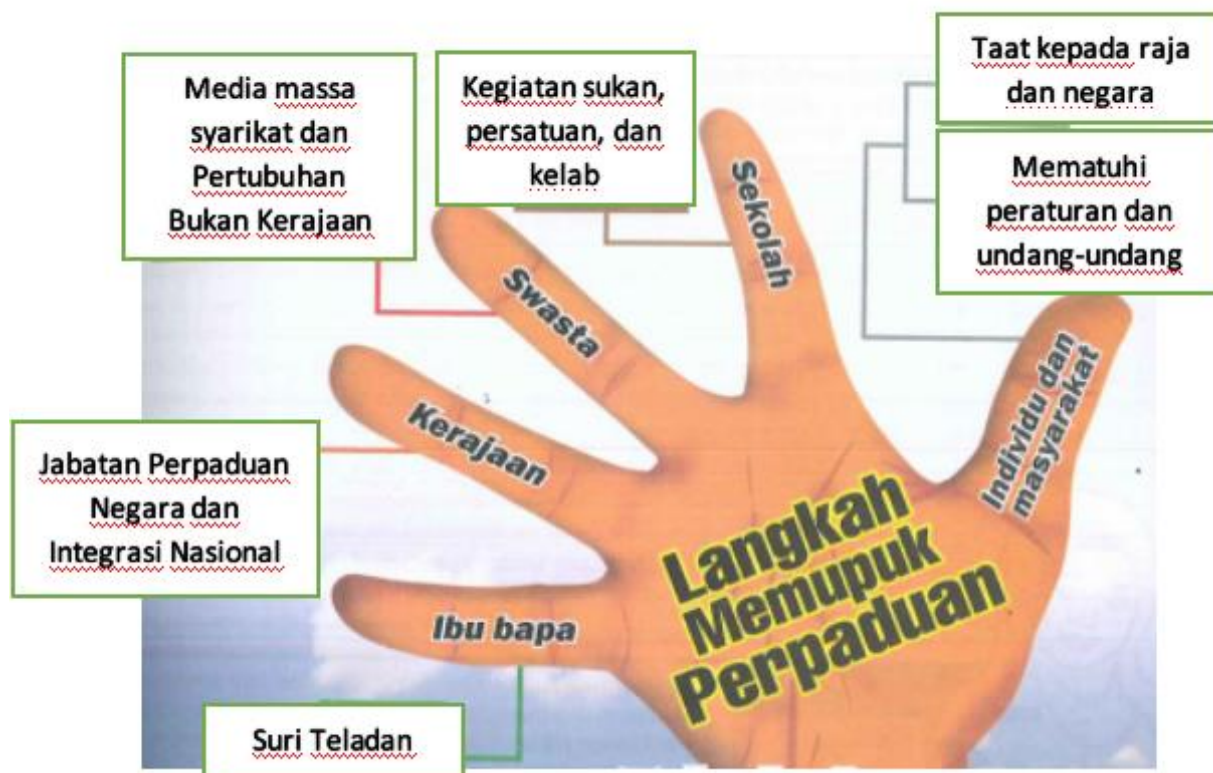 Media massa
syarikat dan
Pertubuhan
Bukan Kerajaan
Kegiatan sukan,
persatuan, dan
kelab
Taat kepada raja
dan negara
Mematuhi
peraturan dan
undang-undang
Sekolah
Swasta
Kerajaan
Individu dan
masyarakat
Jabatan Perpaduan
Negara dan
Integrasi Nasional
Langkah
Memupuk
Perpaduan
Ibu bapa
Suri Teladan